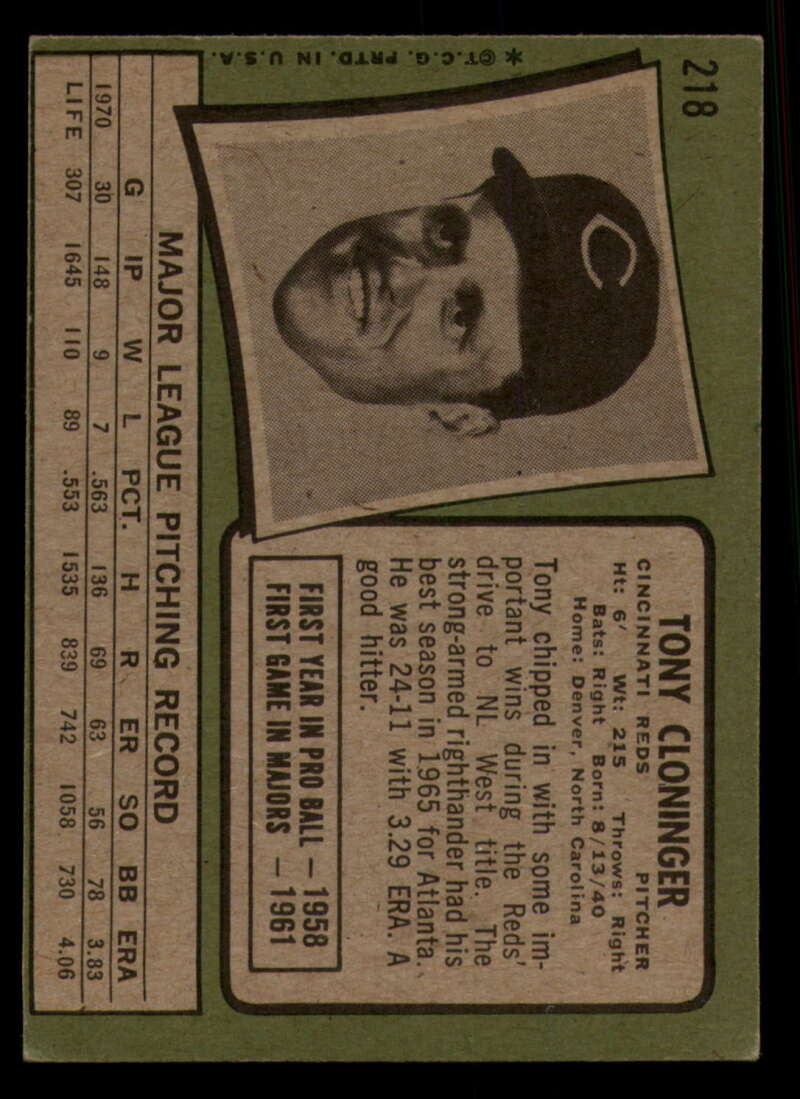 218
C
*©T.C.G. PRTD. IN U.S.A.
TONY CLONINGER
CINCINNATI REDS PITCHER
Ht: 6' Wt: 215 Throws: Right
Bats: Right Born: 8/13/40
Home: Denver, North Carolina
Tony chipped in with some im-
portant wins during the Reds'
drive to NL West title. The
strong-armed righthander had his
best season in 1965 for Atlanta.
He was 24-11 with 3.29 ERA. A
good hitter.
FIRST YEAR IN PRO BALL — 1958
FIRST GAME IN MAJORS — 1961
MAJOR LEAGUE PITCHING RECORD
G IP W L PCT. H R ER SO BB ERA
1970 30 148 9 7 .563 136 69 63 56 78 3.83
LIFE 307 1645 110 89 .553 1535 839 742 1058 730 4.06